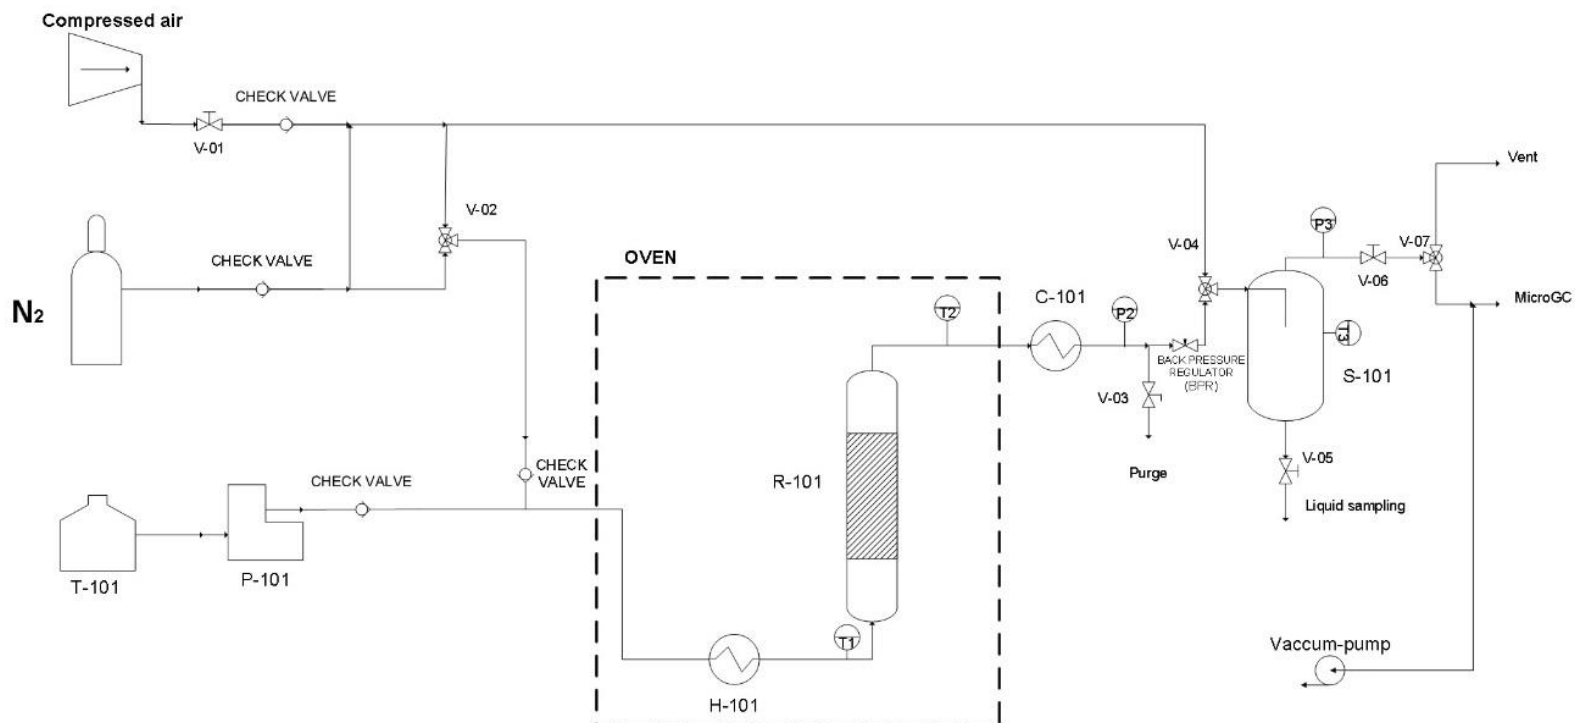 Compressed air
CHECK VALVE
V-01
V-02
CHECK VALVE
N2
OVEN
V-04
P3
V-07
Vent
V-06
MicroGC
C-101
T2
P2
T3
BACK PRESSURE
REGULATOR
(BPR)
S-101
V-03
Purge
V-05
Liquid sampling
CHECK
VALVE
CHECK VALVE
R-101
T-101
P-101
T1
H-101
Vaccum-pump